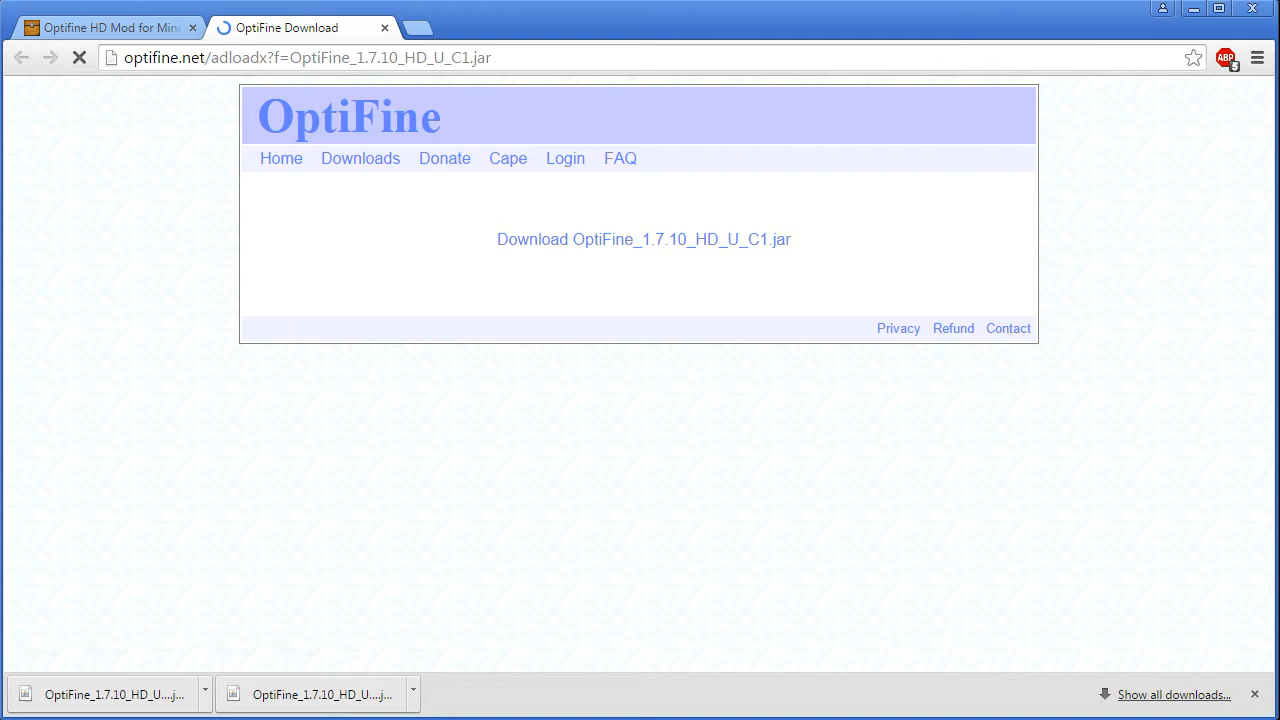 Optifine HD Mod for Mine
OptiFine Download
optifine.net/adloadx?f=OptiFine_1.7.10_HD_U_C1.jar
ABP
5
OptiFine
Home Downloads Donate Cape Login FAQ
Download OptiFine_1.7.10_HD_U_C1.jar
Privacy Refund Contact
OptiFine_1.7.10_HD_U....j... OptiFine_1.7.10_HD_U....j... Show all downloads...